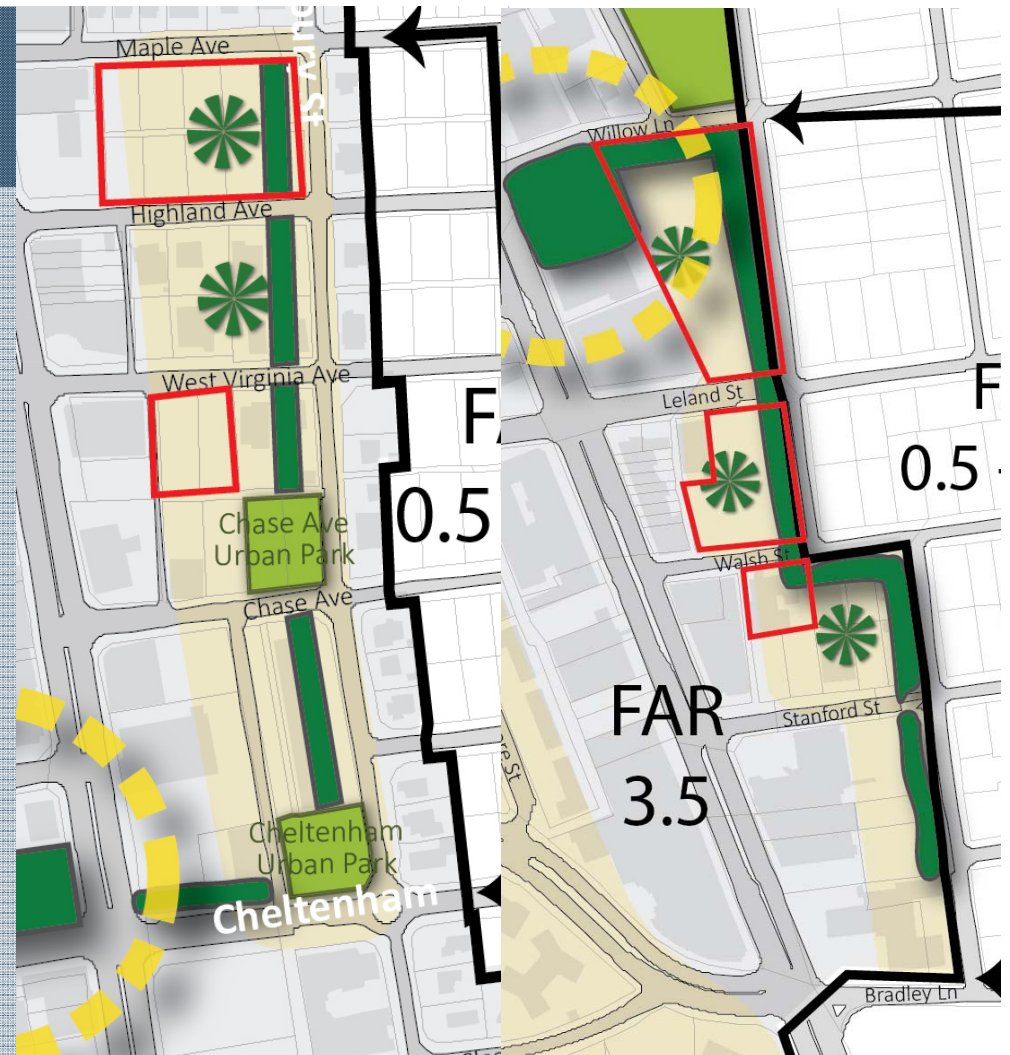 Maple Ave
Highland Ave
West Virginia Ave
Chase Ave
Urban Park
Chase Ave
0.5
Cheltenham
Urban Park
Cheltenham
Willow Ln
Leland St
F
0.5
Walsh St
FAR
3.5
Stanford St
Bradley Ln